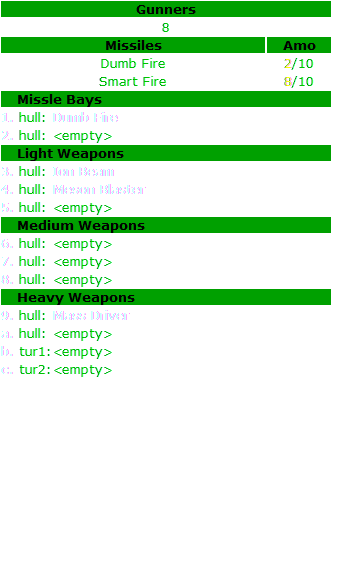 Gunners
8
Missiles Amo
Dumb Fire 2/10
Smart Fire 8/10
Missle Bays
1. hull: Dumb Fire
2. hull: <empty>
Light Weapons
3. hull: Ion Beam
4. hull: Meson Blaster
5. hull: <empty>
Medium Weapons
6. hull: <empty>
7. hull: <empty>
8. hull: <empty>
Heavy Weapons
9. hull: Mass Driver
a. hull: <empty>
b. tur1: <empty>
c. tur2: <empty>